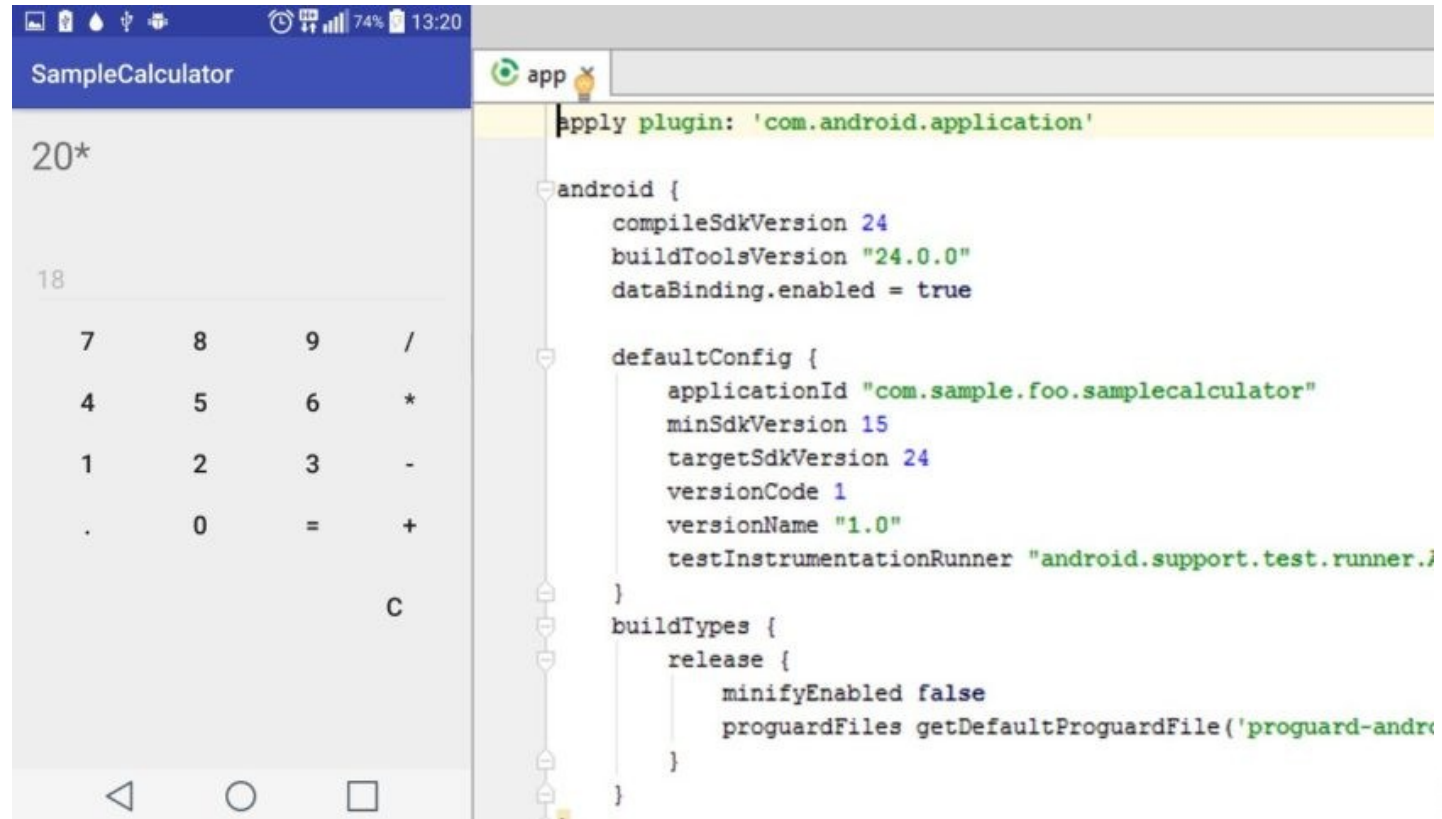 74% 13:20
SampleCalculator
20*
18
7 8 9 /
4 5 6 *
1 2 3 -
. 0 = +
C
app
apply plugin: 'com.android.application'
android {
compileSdkVersion 24
buildToolsVersion "24.0.0"
dataBinding.enabled = true
defaultConfig {
applicationId "com.sample.foo.samplecalculator"
minSdkVersion 15
targetSdkVersion 24
versionCode 1
versionName "1.0"
testInstrumentationRunner "android.support.test.runner.A
}
buildTypes {
release {
minifyEnabled false
proguardFiles getDefaultProguardFile('proguard-andro
}
}